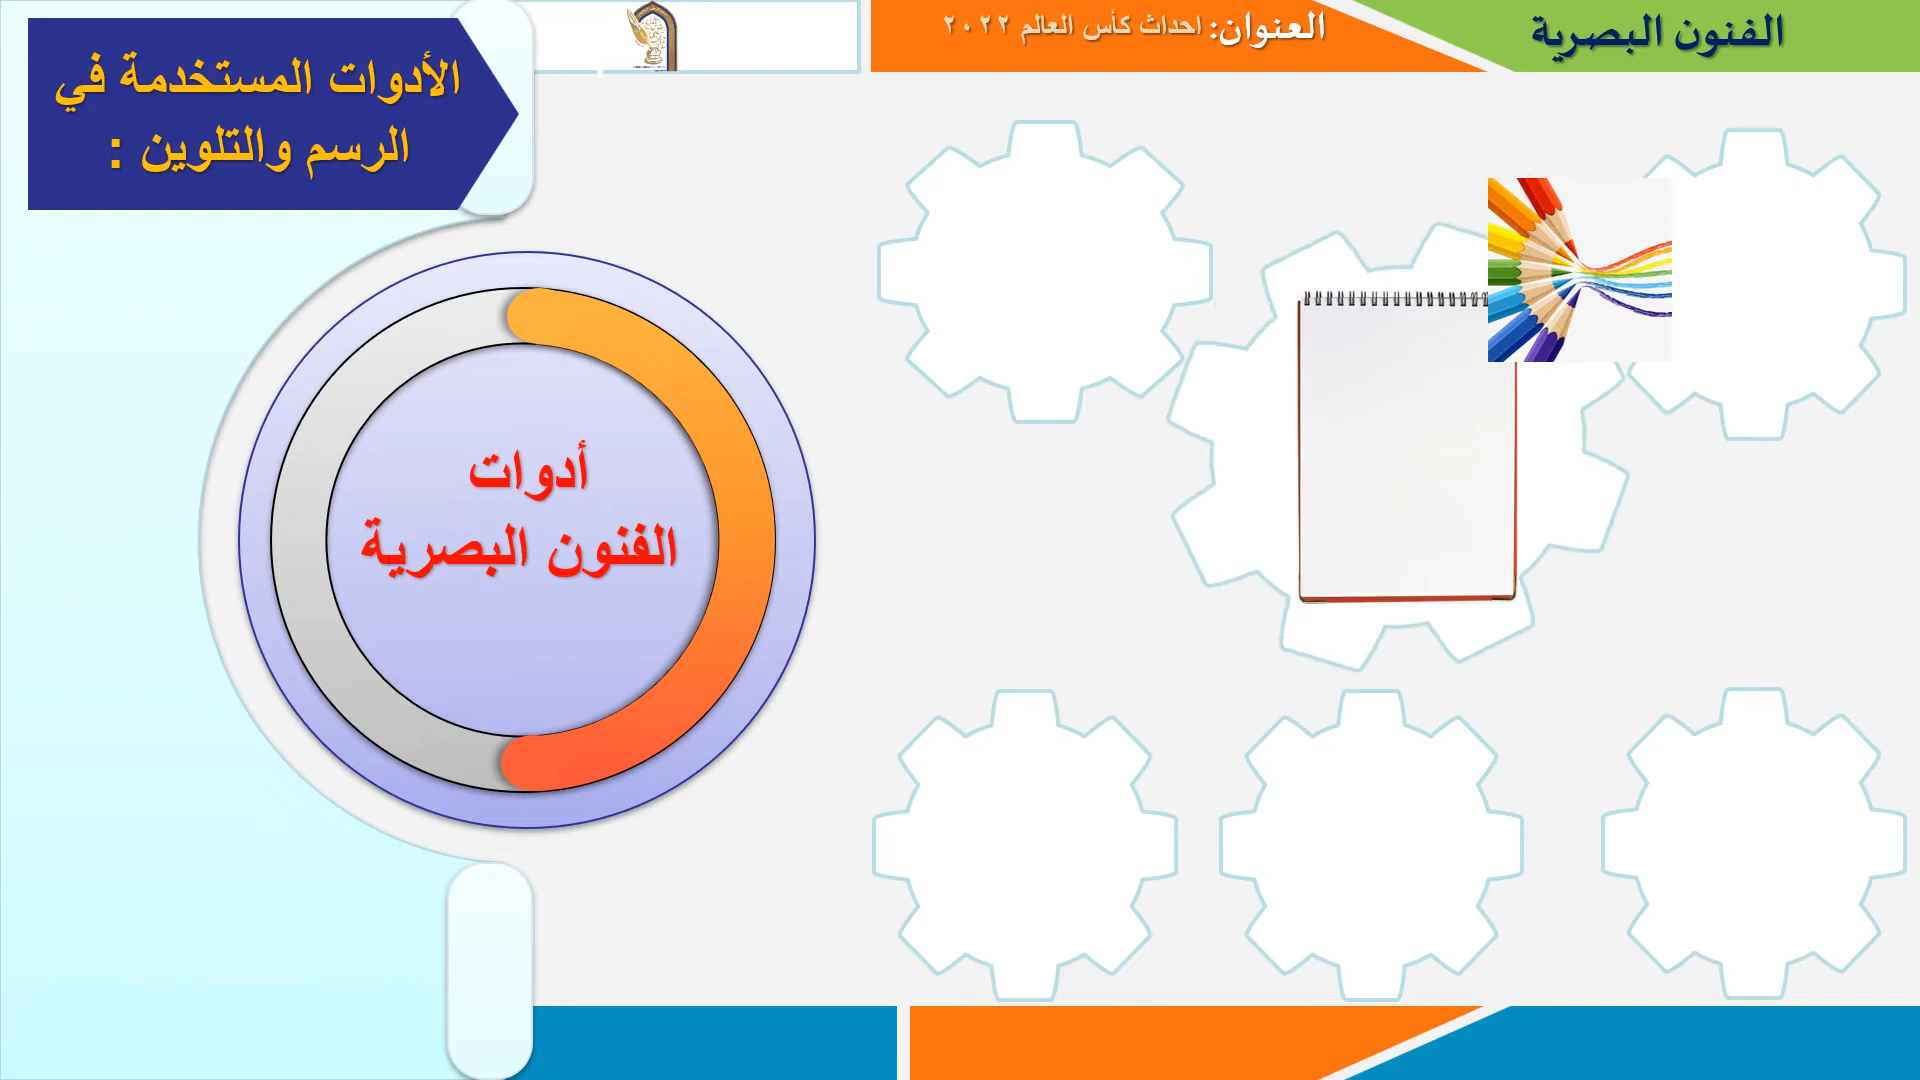 الفنون البصرية
العنوان: احداث كأس العالم ٢٠٢٢
الأدوات المستخدمة في
الرسم والتلوين :
أدوات
الفنون البصرية